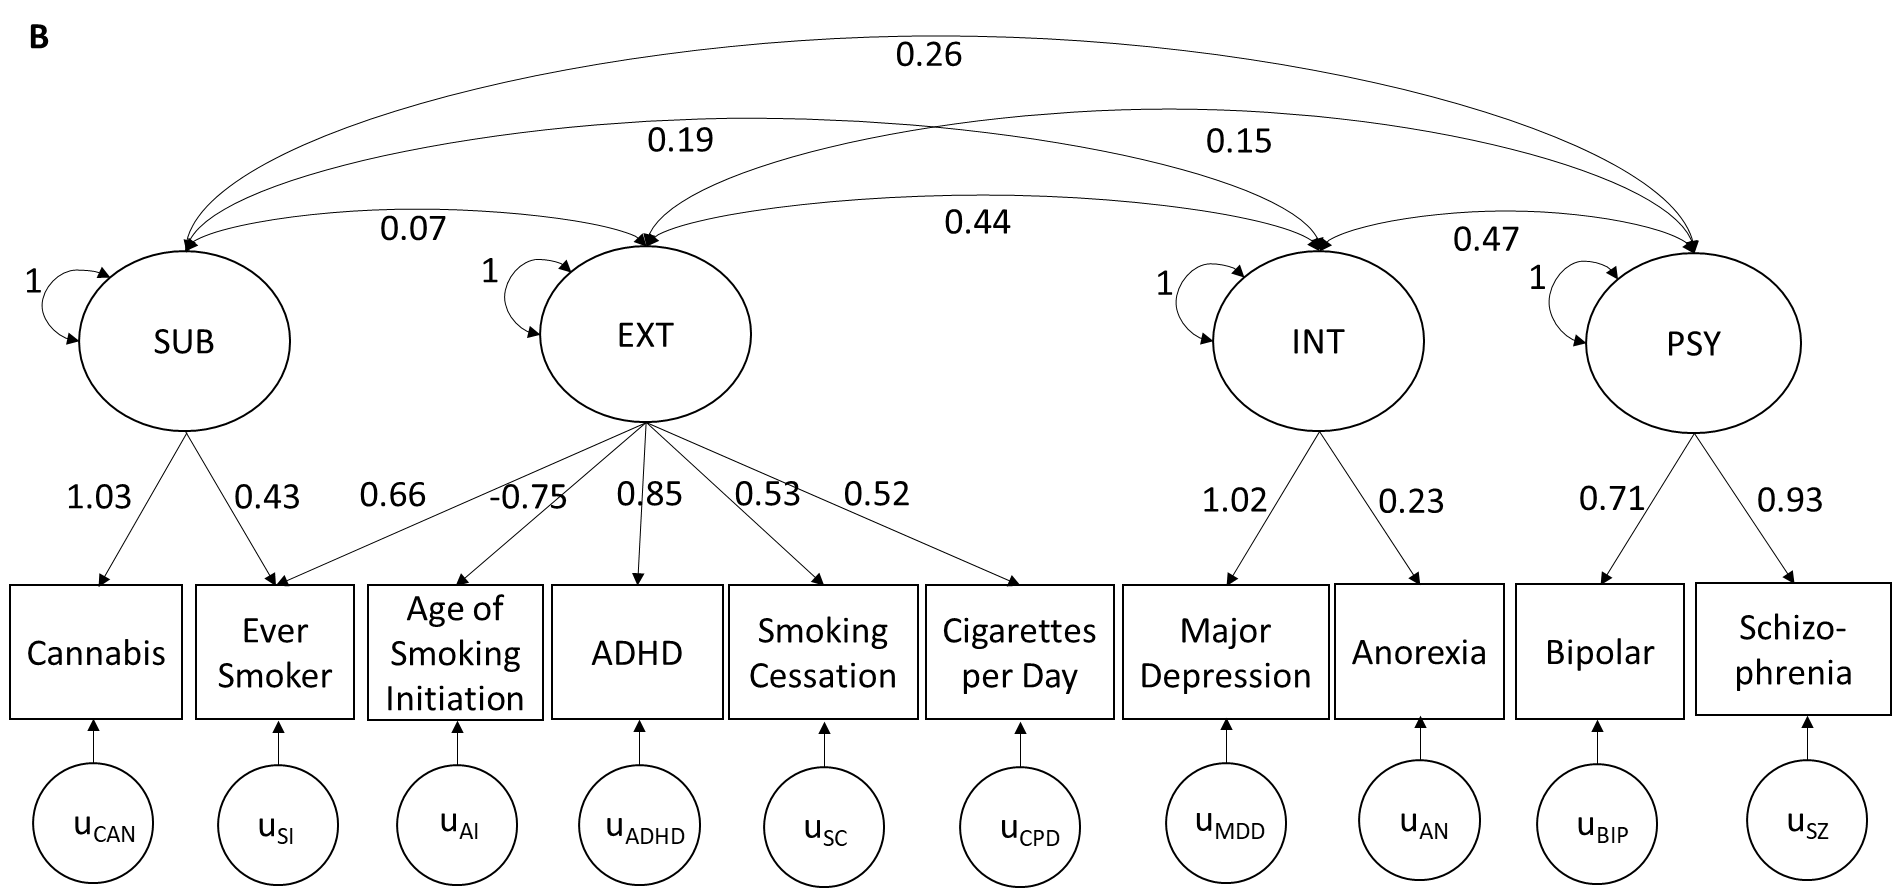 B
0.26
0.19
0.15
0.07
0.44
0.47
1
1
1
1
SUB
EXT
INT
PSY
1.03
0.43
0.66
-0.75
0.85
0.53
0.52
1.02
0.23
0.71
0.93
Cannabis
Ever
Smoker
Age of
Smoking
Initiation
ADHD
Smoking
Cessation
Cigarettes
per Day
Major
Depression
Anorexia
Bipolar
Schizo-
phrenia
uCAN
uSI
uAI
uADHD
uSC
uCPD
uMDD
uAN
uBIP
uSZ